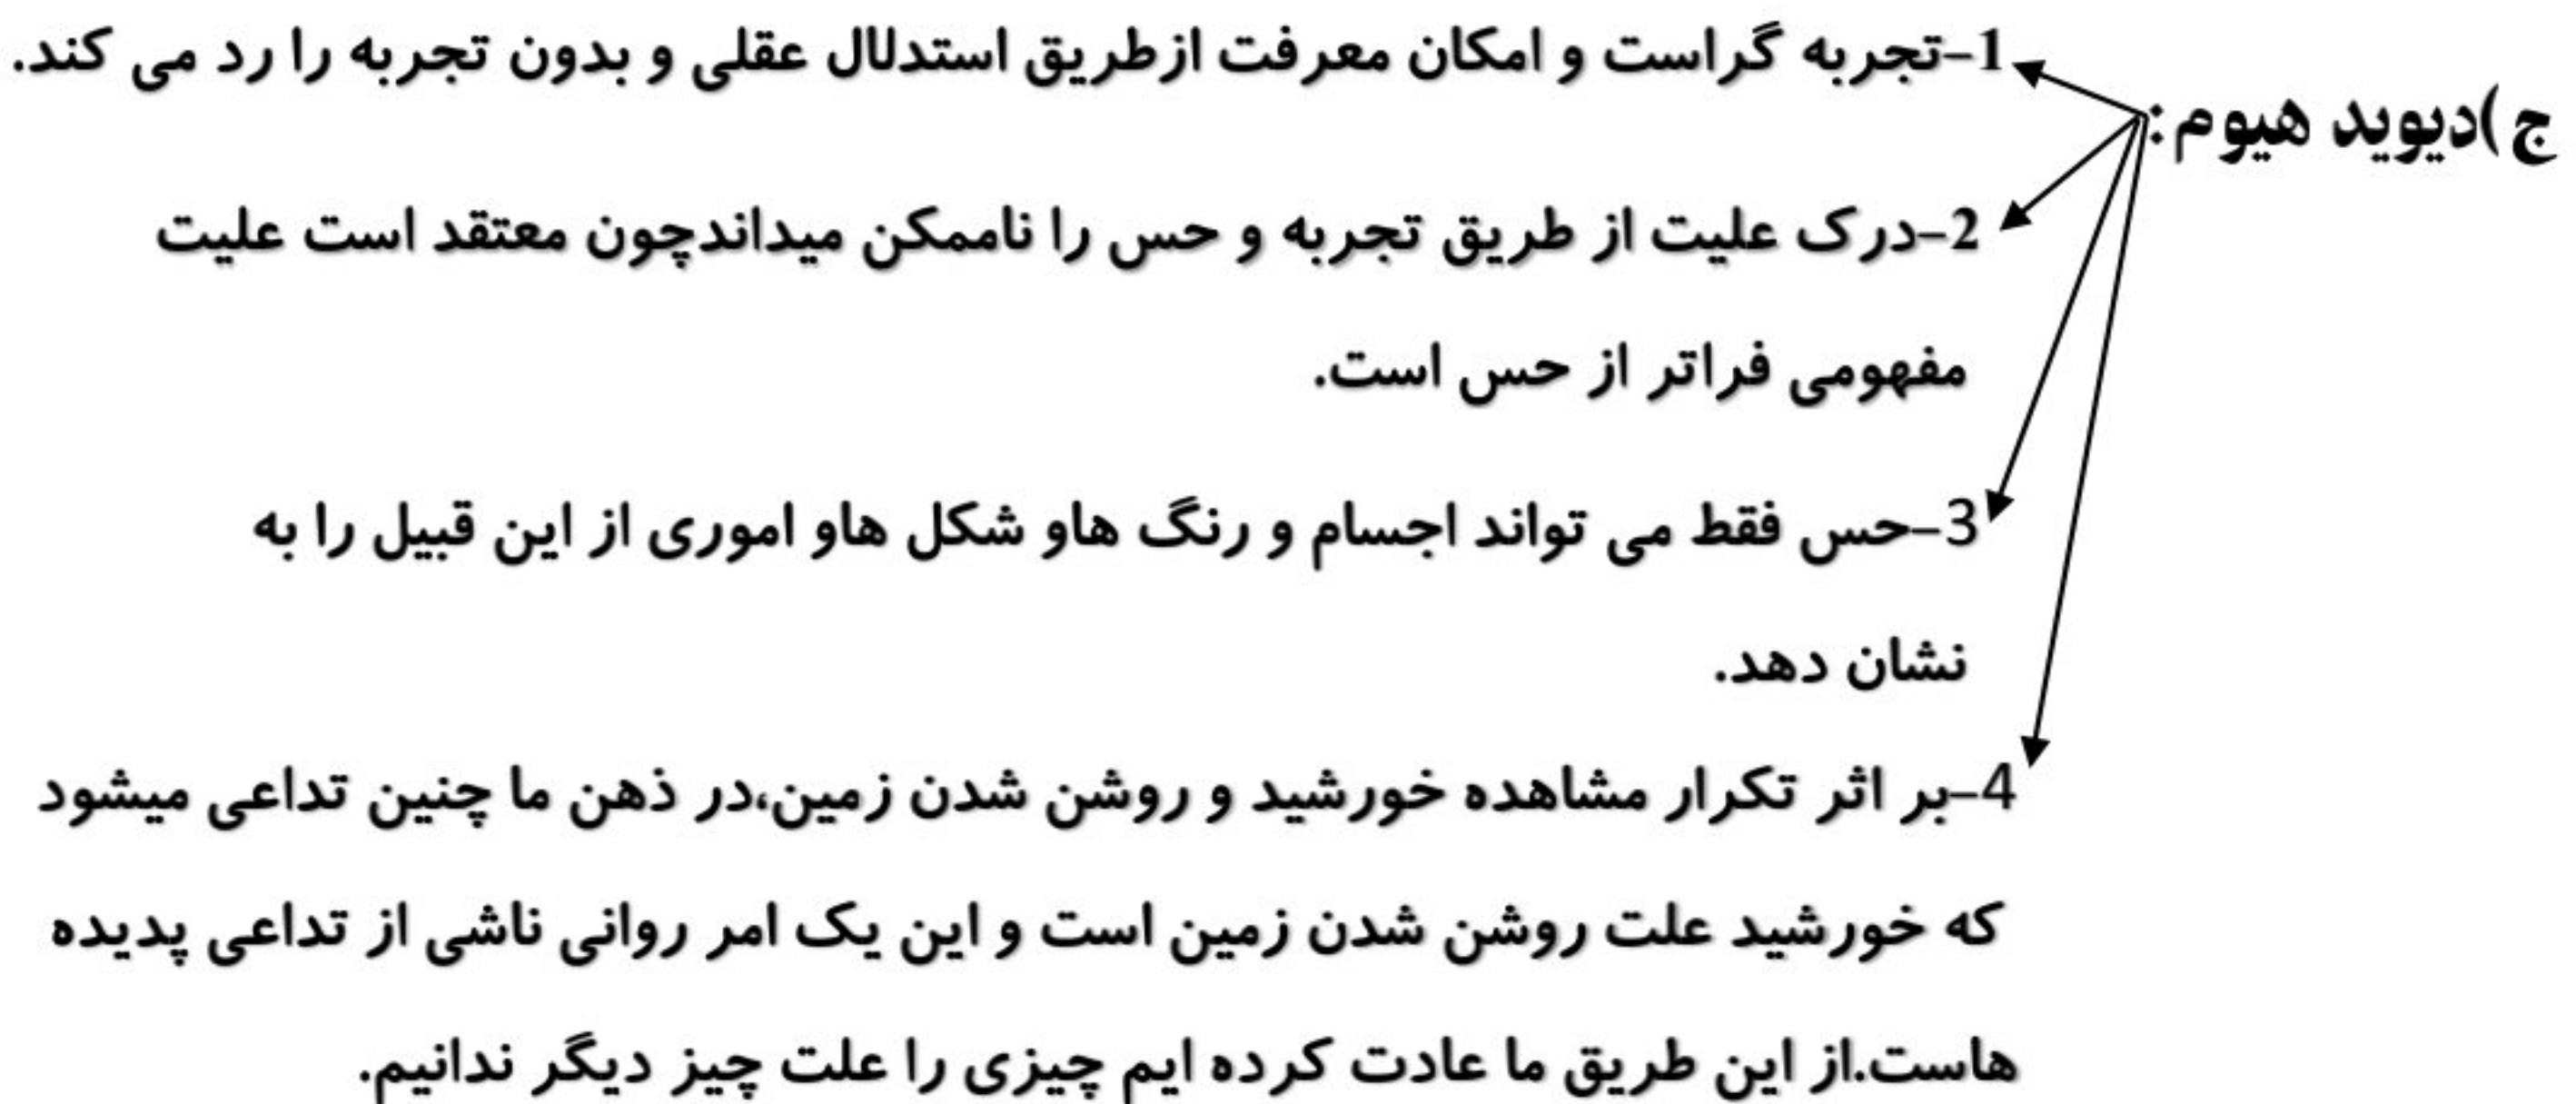 ج)دیوید هیوم:
1-تجربه گراست و امکان معرفت ازطریق استدلال عقلی و بدون تجربه را رد می کند.
2-درک علیت از طریق تجربه و حس را ناممکن میداندچون معتقد است علیت
مفهومی فراتر از حس است.
3-حس فقط می تواند اجسام و رنگ هاو شکل هاو اموری از این قبیل را به
نشان دهد.
4-بر اثر تکرار مشاهده خورشید و روشن شدن زمین،در ذهن ما چنین تداعی میشود
که خورشید علت روشن شدن زمین است و این یک امر روانی ناشی از تداعی پدیده
هاست.از این طریق ما عادت کرده ایم چیزی را علت چیز دیگر ندانیم.